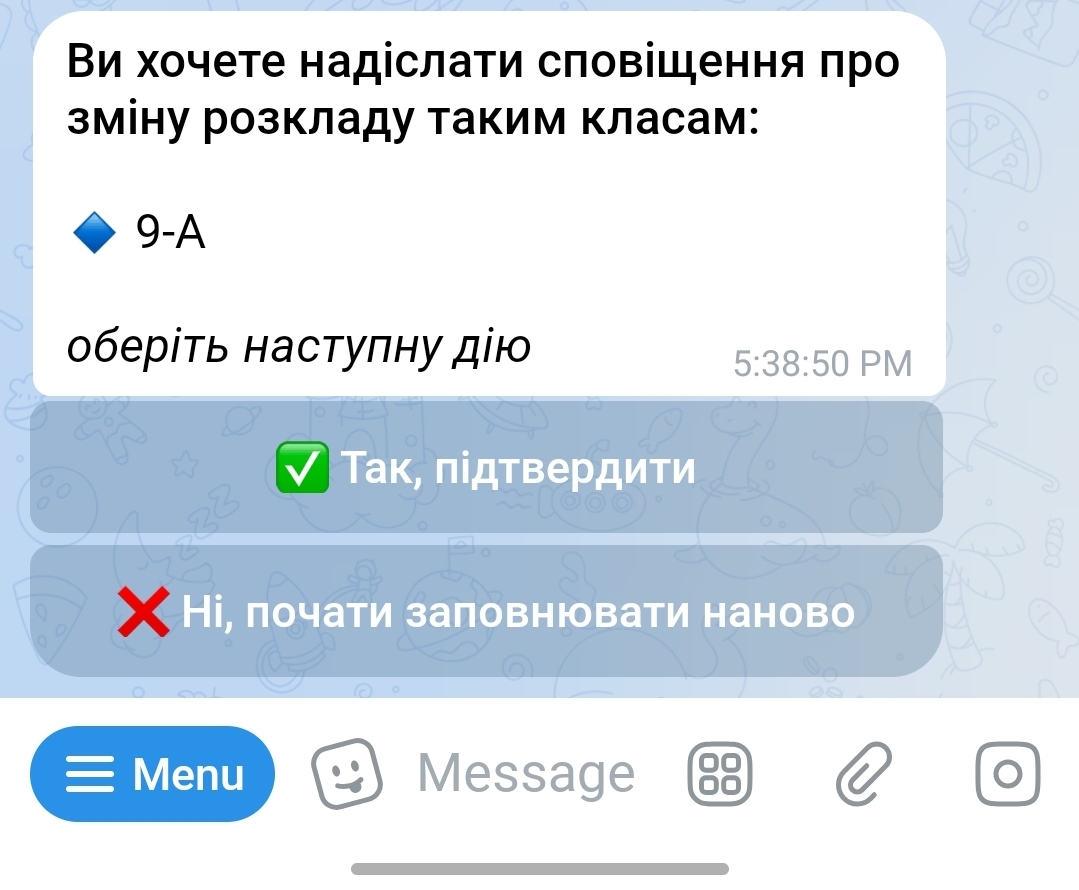 Ви хочете надіслати сповіщення про
зміну розкладу таким класам:
🔷 9-А
оберіть наступну дію
5:38:50 PM
✅ Так, підтвердити
❌ Ні, почати заповнювати наново
Menu
Message